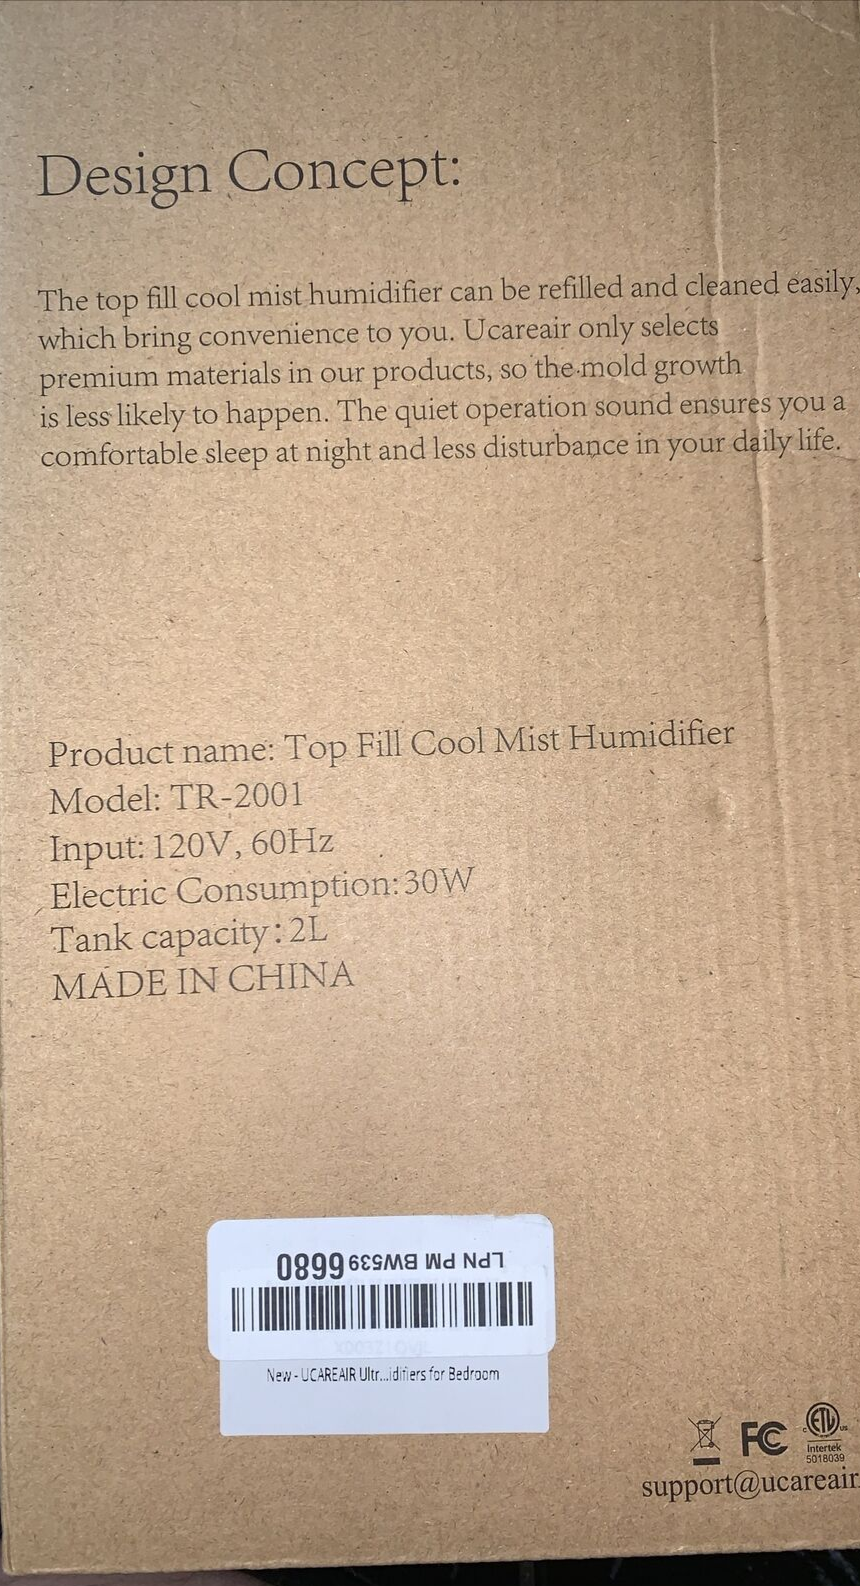 Design Concept:
The top fill cool mist humidifier can be refilled and cleaned easily,
which bring convenience to you. Ucareair only selects
premium materials in our products, so the mold growth
is less likely to happen. The quiet operation sound ensures you a
comfortable sleep at night and less disturbance in your daily life.
Product name: Top Fill Cool Mist Humidifier
Model: TR-2001
Input: 120V, 60Hz
Electric Consumption: 30W
Tank capacity: 2L
MADE IN CHINA
LPN PM BW539 6680
New - UCAREAIR Ultr...idifiers for Bedroom
FC
c ETL us
Intertek
5018039
support@ucareair.